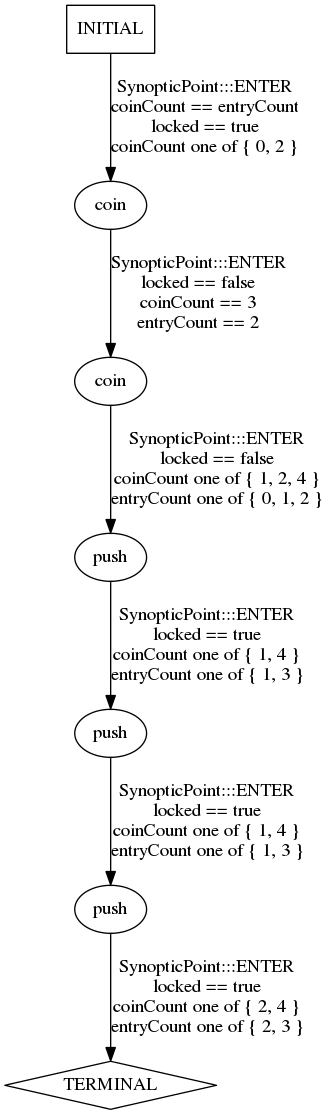 INITIAL
SynopticPoint:::ENTER
coinCount == entryCount
locked == true
coinCount one of { 0, 2 }
coin
SynopticPoint:::ENTER
locked == false
coinCount == 3
entryCount == 2
coin
SynopticPoint:::ENTER
locked == false
coinCount one of { 1, 2, 4 }
entryCount one of { 0, 1, 2 }
push
SynopticPoint:::ENTER
locked == true
coinCount one of { 1, 4 }
entryCount one of { 1, 3 }
push
SynopticPoint:::ENTER
locked == true
coinCount one of { 1, 4 }
entryCount one of { 1, 3 }
push
SynopticPoint:::ENTER
locked == true
coinCount one of { 2, 4 }
entryCount one of { 2, 3 }
TERMINAL